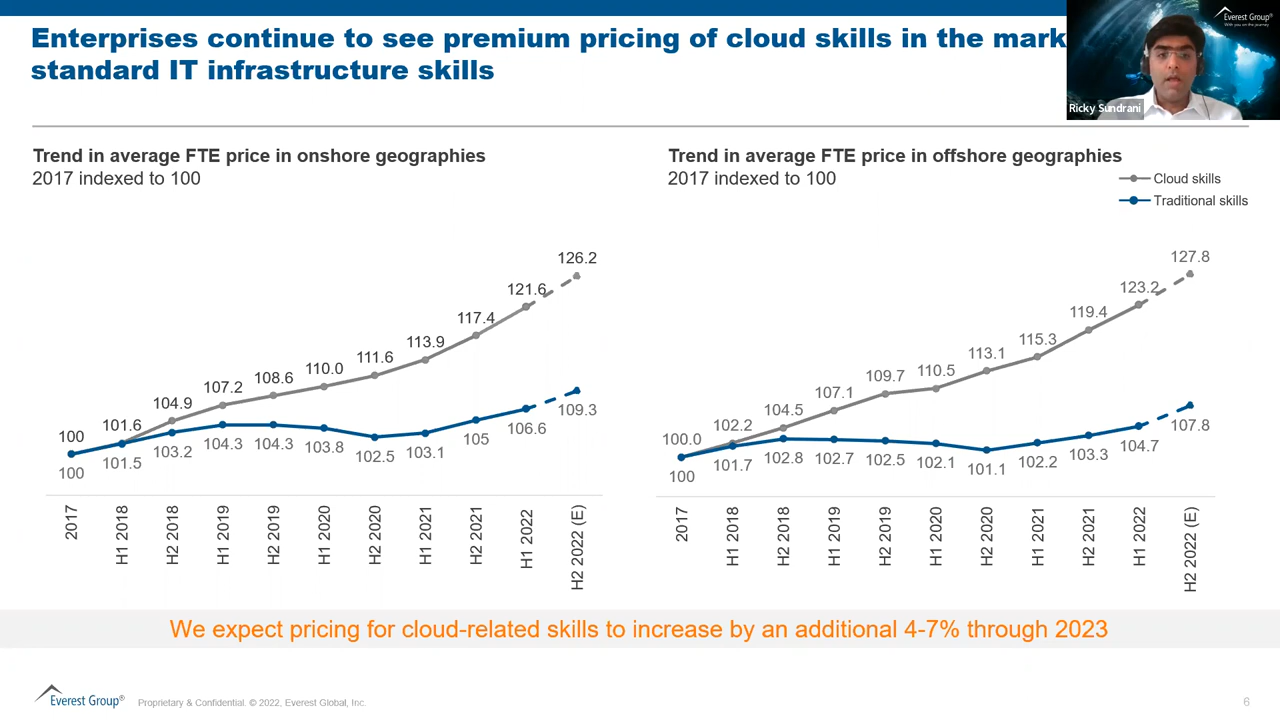 Enterprises continue to see premium pricing of cloud skills in the mark
standard IT infrastructure skills
Everest Group®
With you on the journey
Ricky Sundrani
Trend in average FTE price in onshore geographies
2017 indexed to 100
100
101.6
104.9
107.2
108.6
110.0
111.6
113.9
117.4
121.6
126.2
100
101.5
103.2
104.3
104.3
103.8
102.5
103.1
105
106.6
109.3
2017
H1 2018
H2 2018
H1 2019
H2 2019
H1 2020
H2 2020
H1 2021
H2 2021
H1 2022
H2 2022 (E)
Trend in average FTE price in offshore geographies
2017 indexed to 100
Cloud skills
Traditional skills
100.0
102.2
104.5
107.1
109.7
110.5
113.1
115.3
119.4
123.2
127.8
100
101.7
102.8
102.7
102.5
102.1
101.1
102.2
103.3
104.7
107.8
2017
H1 2018
H2 2018
H1 2019
H2 2019
H1 2020
H2 2020
H1 2021
H2 2021
H1 2022
H2 2022 (E)
We expect pricing for cloud-related skills to increase by an additional 4-7% through 2023
Everest Group®
Proprietary & Confidential. © 2022, Everest Global, Inc.
6